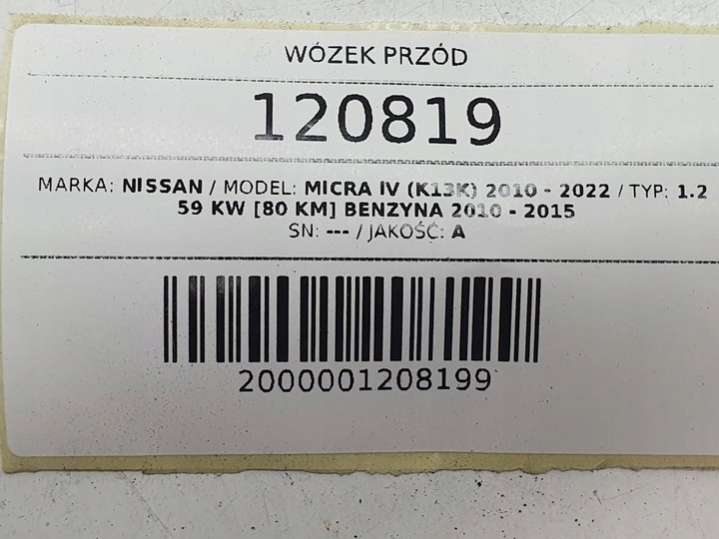 WÓZEK PRZÓD
120819
MARKA: NISSAN / MODEL: MICRA IV (K13K) 2010 - 2022 / TYP: 1.2
59 KW [80 KM] BENZYNA 2010 - 2015
SN: --- / JAKOŚĆ: A
2000001208199